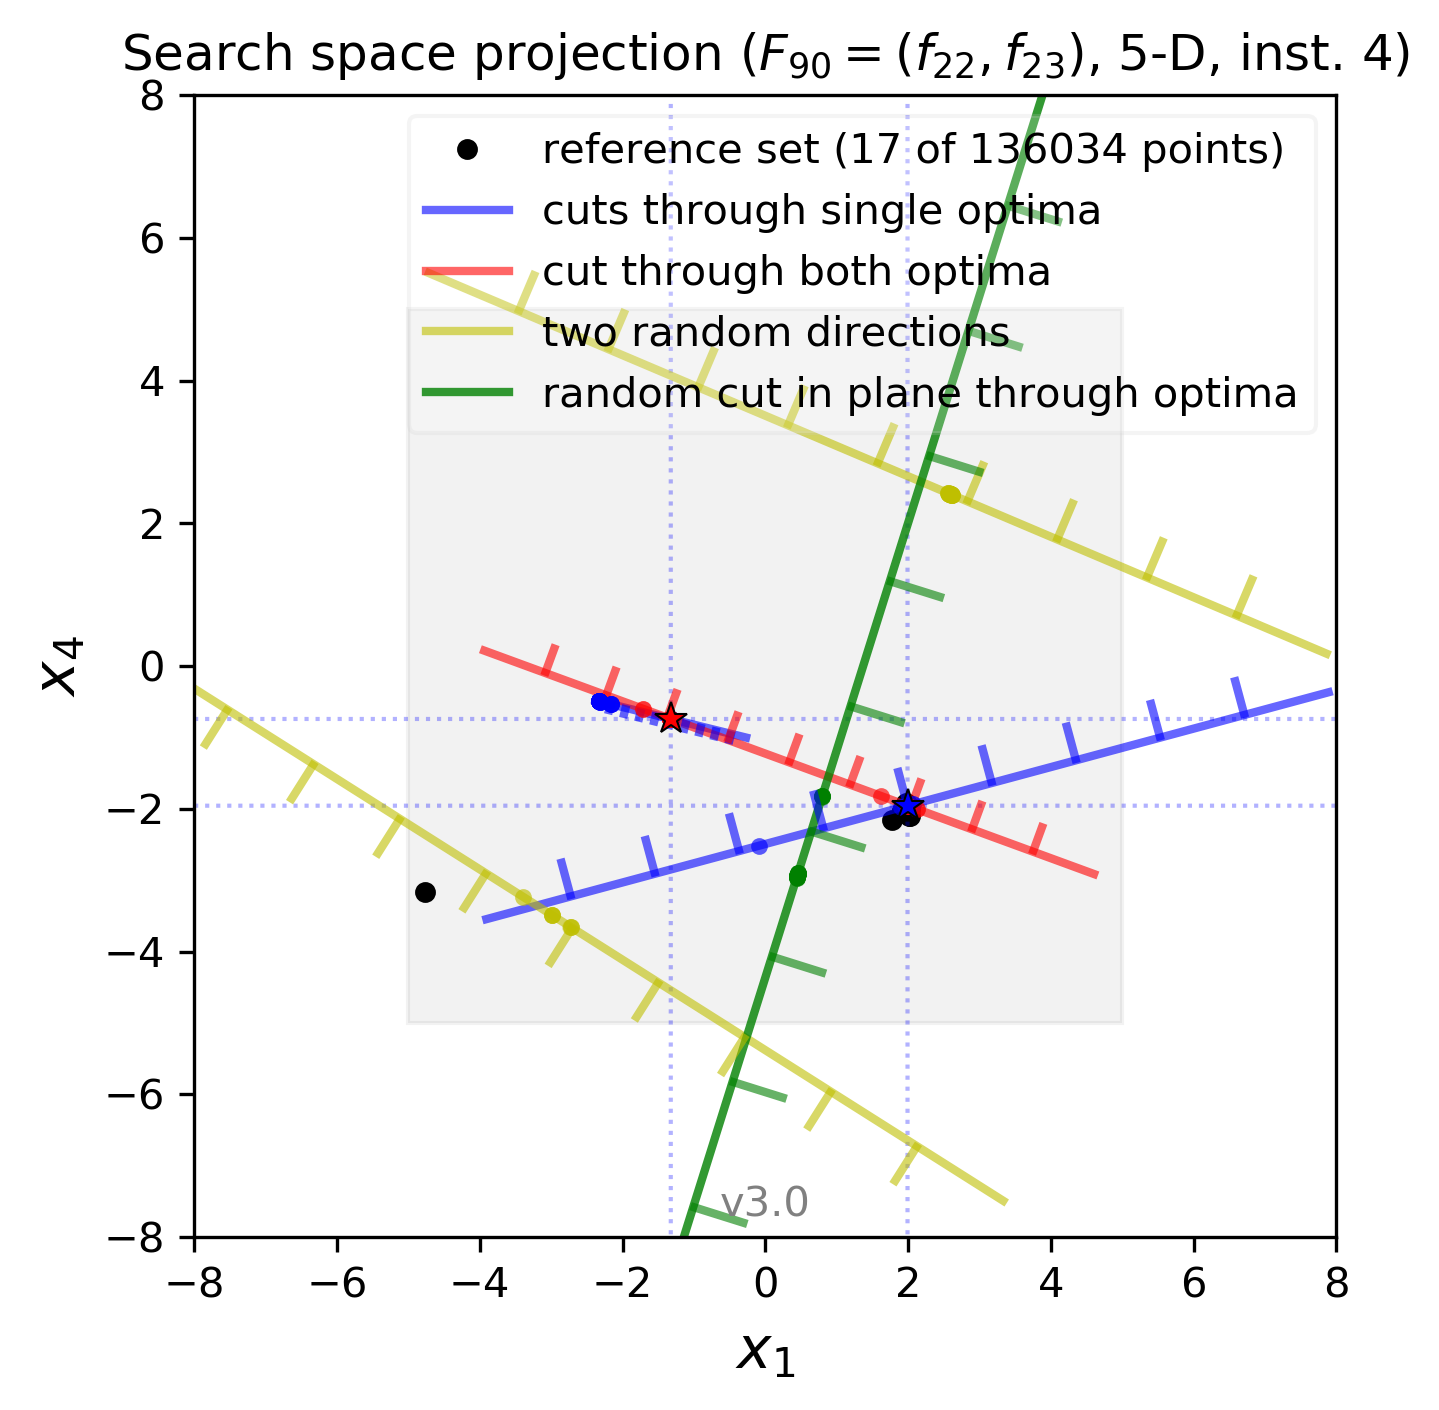 Search space projection (F90 = (f22, f23), 5-D, inst. 4)
8
6
4
2
0
−2
−4
−6
−8
x4
reference set (17 of 136034 points)
cuts through single optima
cut through both optima
two random directions
random cut in plane through optima
v3.0
−8 −6 −4 −2 0 2 4 6 8
x1